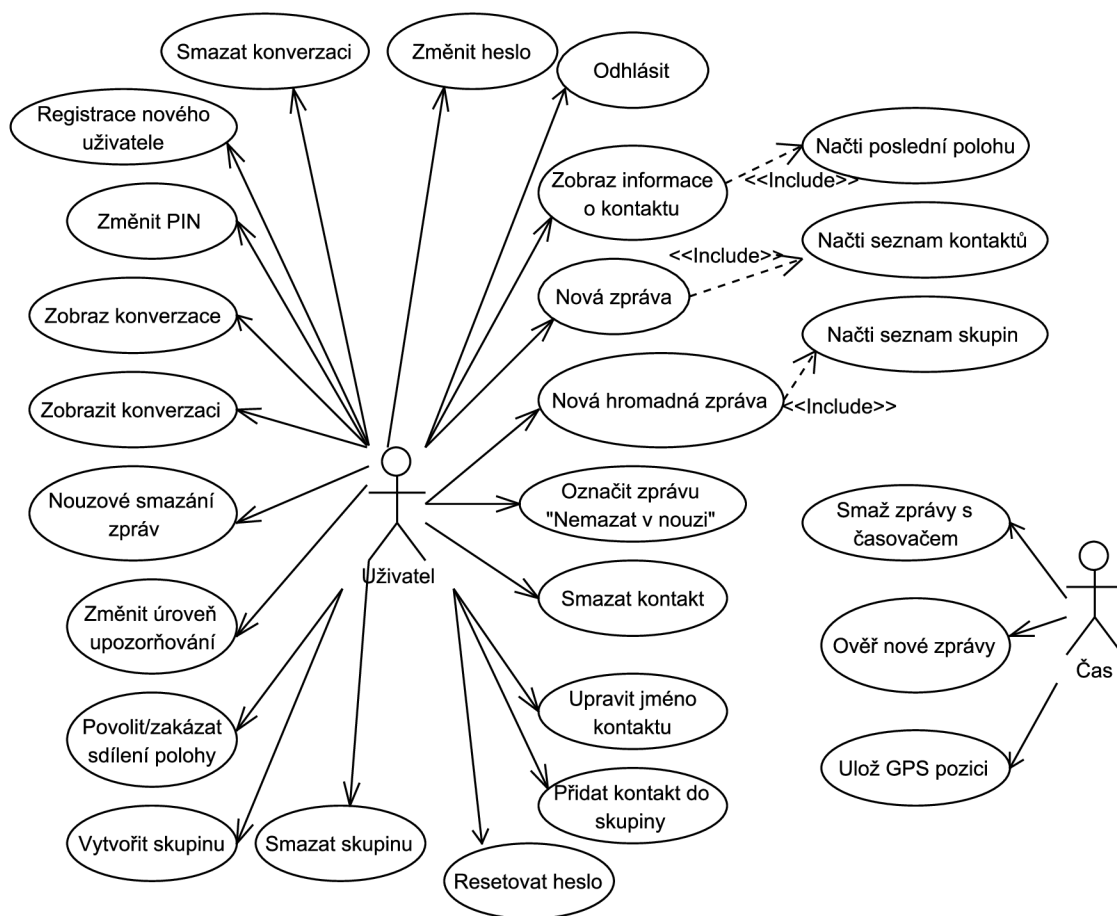 Smazat konverzaci
Změnit heslo
Odhlásit
Registrace nového
uživatele
Načti poslední polohu
Zobraz informace
o kontaktu
<<Include>>
Změnit PIN
Načti seznam kontaktů
<<Include>>
Nová zpráva
Zobraz konverzace
Načti seznam skupin
Nová hromadná zpráva
<<Include>>
Zobrazit konverzaci
Nouzové smazání
zpráv
Označit zprávu
"Nemazat v nouzi"
Smaž zprávy s
časovačem
Uživatel
Smazat kontakt
Změnit úroveň
upozorňování
Ověř nové zprávy
Čas
Upravit jméno
kontaktu
Povolit/zakázat
sdílení polohy
Ulož GPS pozici
Přidat kontakt do
skupiny
Vytvořit skupinu
Smazat skupinu
Resetovat heslo